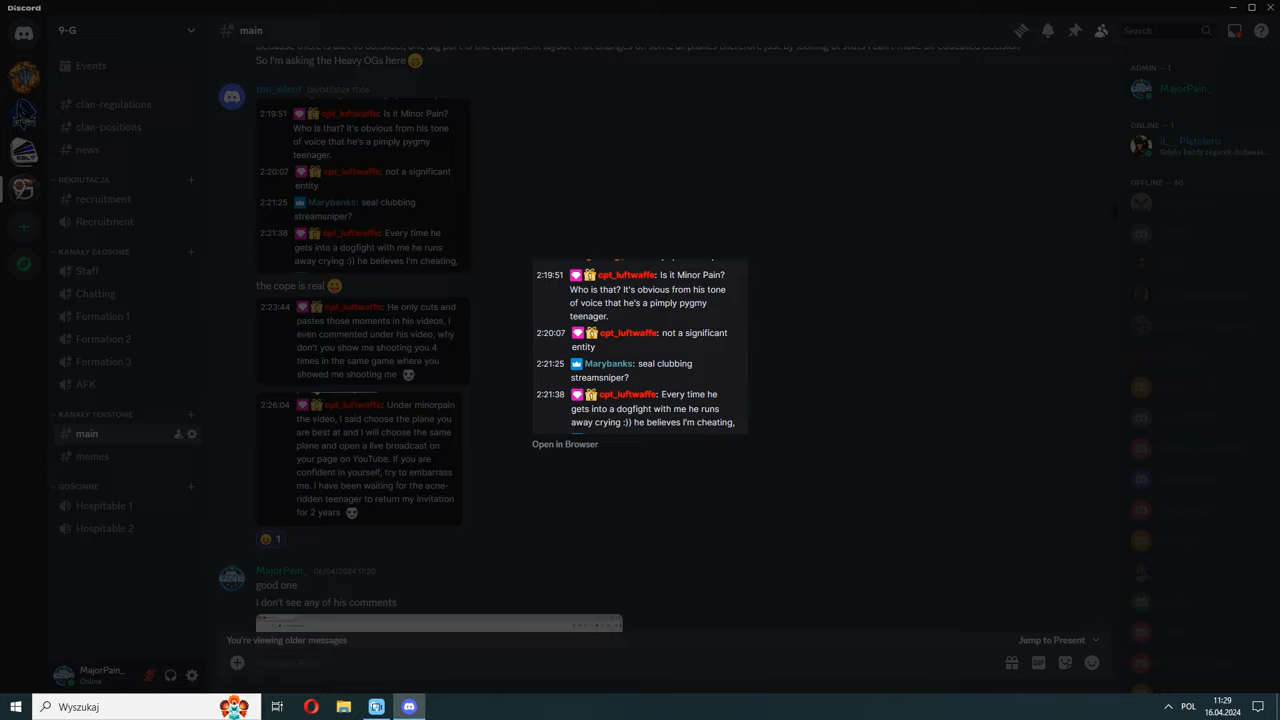 Discord
9-G
main
Search
Events
clan-regulations
clan-positions
news
REKRUTACJA
recruitment
Recruitment
KANAŁY GŁOSOWE
Staff
Chatting
Formation 1
Formation 2
Formation 3
AFK
KANAŁY TEKSTOWE
main
memes
GOŚCINNE
Hospitable 1
Hospitable 2
MajorPain_
Online
So I'm asking the Heavy OGs here
too_silent 06/04/2024 17:06
2:19:51 cpt_luftwaffe: Is it Minor Pain?
Who is that? It's obvious from his tone
of voice that he's a pimply pygmy
teenager.
2:20:07 cpt_luftwaffe: not a significant
entity
2:21:25 Marybanks: seal clubbing
streamsniper?
2:21:38 cpt_luftwaffe: Every time he
gets into a dogfight with me he runs
away crying :)) he believes I'm cheating,
the cope is real
2:23:44 cpt_luftwaffe: He only cuts and
pastes those moments in his videos, I
even commented under his video, why
don't you show me shooting you 4
times in the same game where you
showed me shooting me
2:26:04 cpt_luftwaffe: Under minorpain
the video, I said choose the plane you
are best at and I will choose the same
plane and open a live broadcast on
your page on YouTube. If you are
confident in yourself, try to embarrass
me. I have been waiting for the acne-
ridden teenager to return my invitation
for 2 years
1
MajorPain_ 06/04/2024 17:20
good one
I don't see any of his comments
You're viewing older messages
Jump to Present
2:19:51 cpt_luftwaffe: Is it Minor Pain?
Who is that? It's obvious from his tone
of voice that he's a pimply pygmy
teenager.
2:20:07 cpt_luftwaffe: not a significant
entity
2:21:25 Marybanks: seal clubbing
streamsniper?
2:21:38 cpt_luftwaffe: Every time he
gets into a dogfight with me he runs
away crying :)) he believes I'm cheating,
Open in Browser
ADMIN — 1
MajorPain_
ONLINE — 1
Pistolero
Gdyby każdy zegarek dodawał...
OFFLINE — 60
Wyszukaj
POL
11:29
16.04.2024